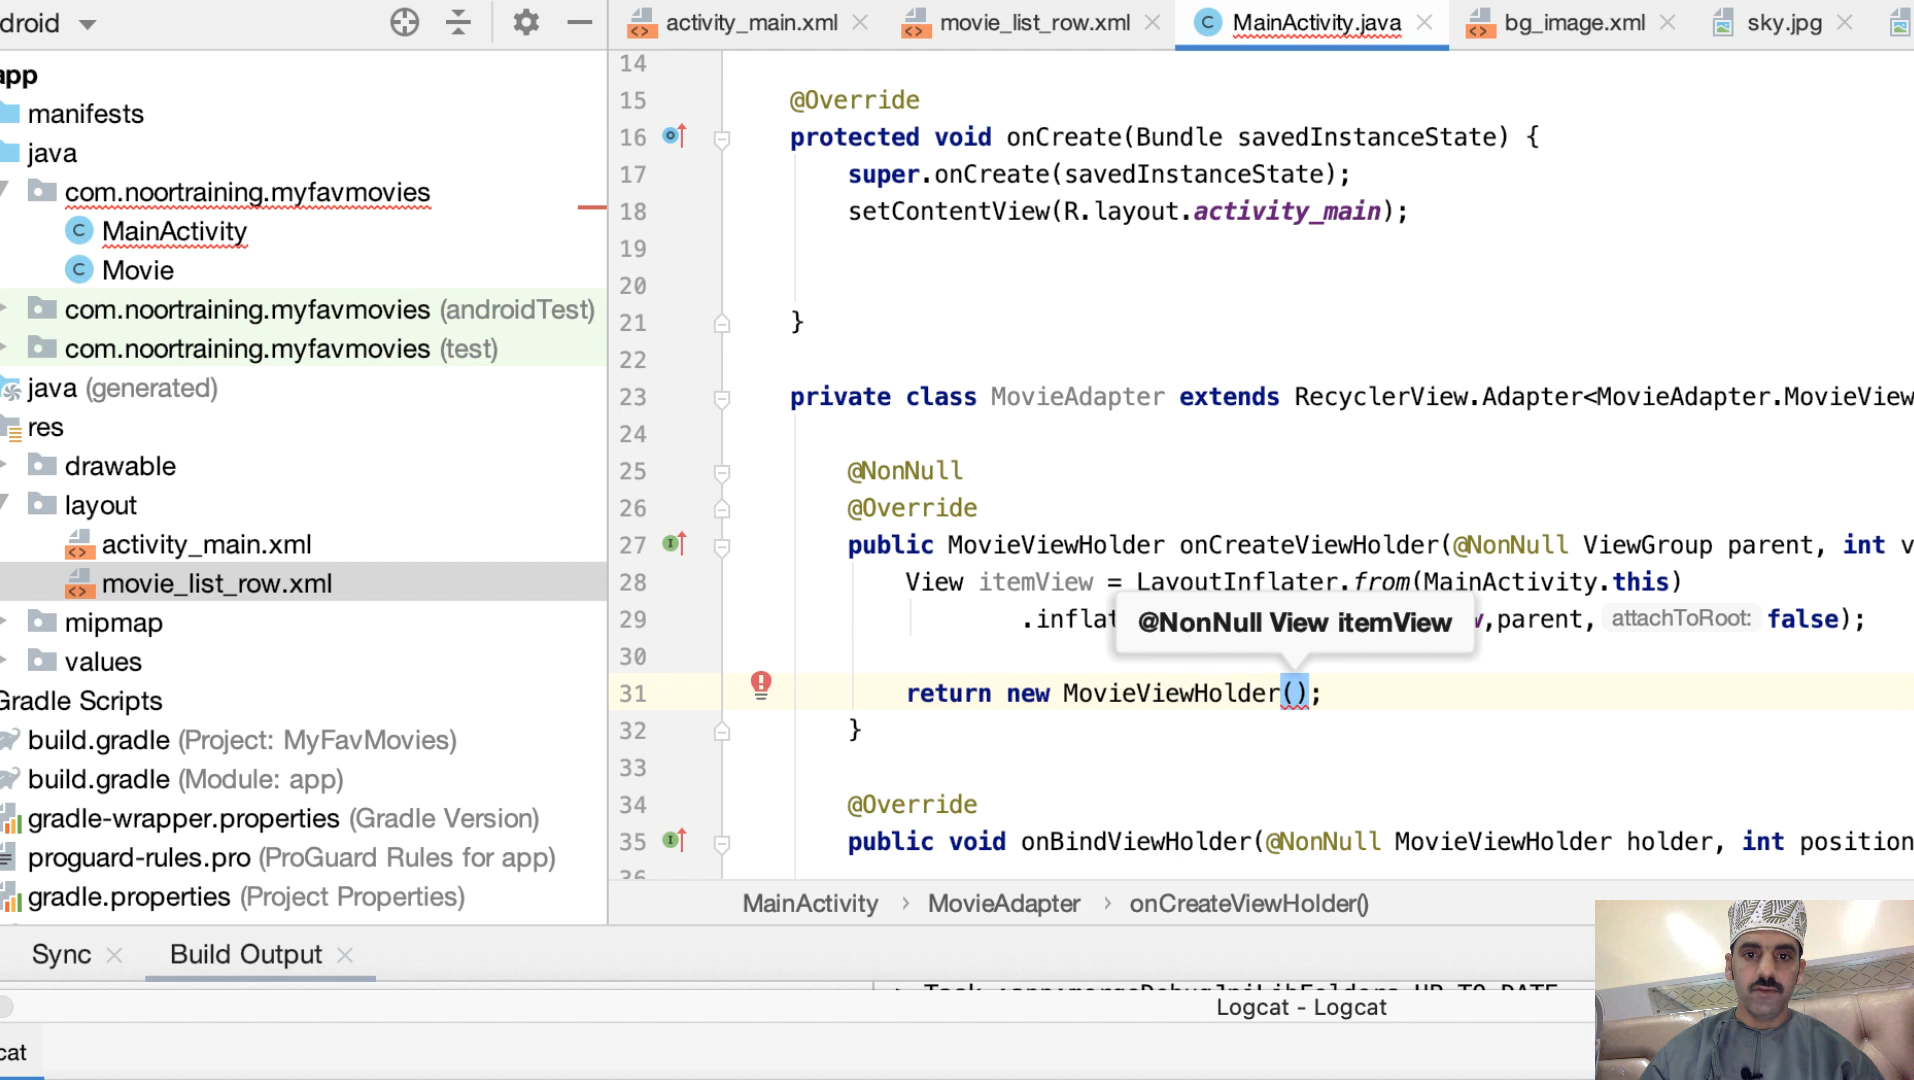 droid
activity_main.xml
movie_list_row.xml
MainActivity.java
bg_image.xml
sky.jpg
app
manifests
java
com.noortraining.myfavmovies
MainActivity
Movie
com.noortraining.myfavmovies (androidTest)
com.noortraining.myfavmovies (test)
java (generated)
res
drawable
layout
activity_main.xml
movie_list_row.xml
mipmap
values
Gradle Scripts
build.gradle (Project: MyFavMovies)
build.gradle (Module: app)
gradle-wrapper.properties (Gradle Version)
proguard-rules.pro (ProGuard Rules for app)
gradle.properties (Project Properties)
14
15 @Override
16 protected void onCreate(Bundle savedInstanceState) {
17 super.onCreate(savedInstanceState);
18 setContentView(R.layout.activity_main);
19
20
21 }
22
23 private class MovieAdapter extends RecyclerView.Adapter<MovieAdapter.MovieView
24
25 @NonNull
26 @Override
27 public MovieViewHolder onCreateViewHolder(@NonNull ViewGroup parent, int v
28 View itemView = LayoutInflater.from(MainActivity.this)
29 .inflat ,parent, attachToRoot: false);
@NonNull View itemView
30
31 return new MovieViewHolder();
32 }
33
34 @Override
35 public void onBindViewHolder(@NonNull MovieViewHolder holder, int position
36
MainActivity > MovieAdapter > onCreateViewHolder()
Sync
Build Output
Task :app:mergeDebugJniLibFolders UP-TO-DATE
Logcat - Logcat
cat